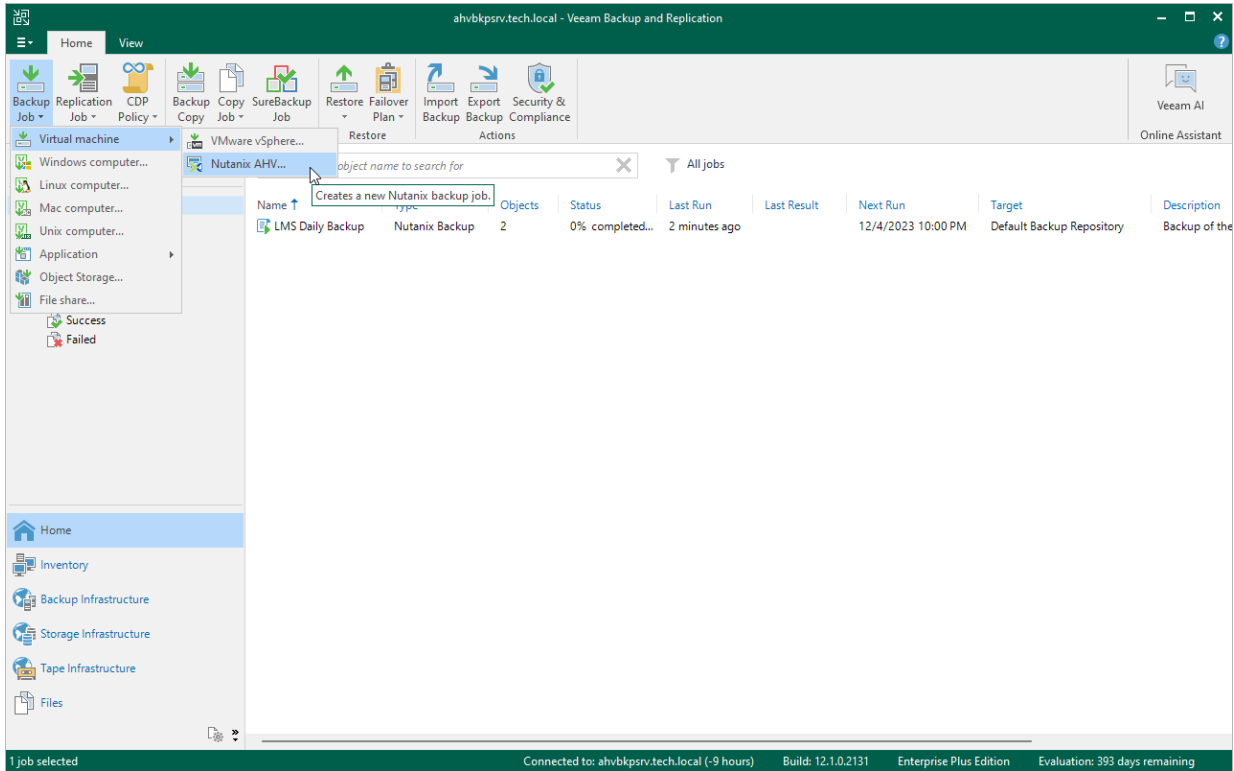 ahvbkpsrv.tech.local - Veeam Backup and Replication
Home View
Backup Job
Replication Job
CDP Policy
Backup Copy
Copy Job
SureBackup Job
Restore
Failover Plan
Import Backup
Export Backup
Security & Compliance
Veeam AI
Restore
Actions
Online Assistant
Virtual machine
Windows computer...
Linux computer...
Mac computer...
Unix computer...
Application
Object Storage...
File share...
VMware vSphere...
Nutanix AHV...
Creates a new Nutanix backup job.
object name to search for
All jobs
Name Type Objects Status Last Run Last Result Next Run Target Description
LMS Daily Backup Nutanix Backup 2 0% completed... 2 minutes ago 12/4/2023 10:00 PM Default Backup Repository Backup of the
Success
Failed
Home
Inventory
Backup Infrastructure
Storage Infrastructure
Tape Infrastructure
Files
1 job selected Connected to: ahvbkpsrv.tech.local (-9 hours) Build: 12.1.0.2131 Enterprise Plus Edition Evaluation: 393 days remaining